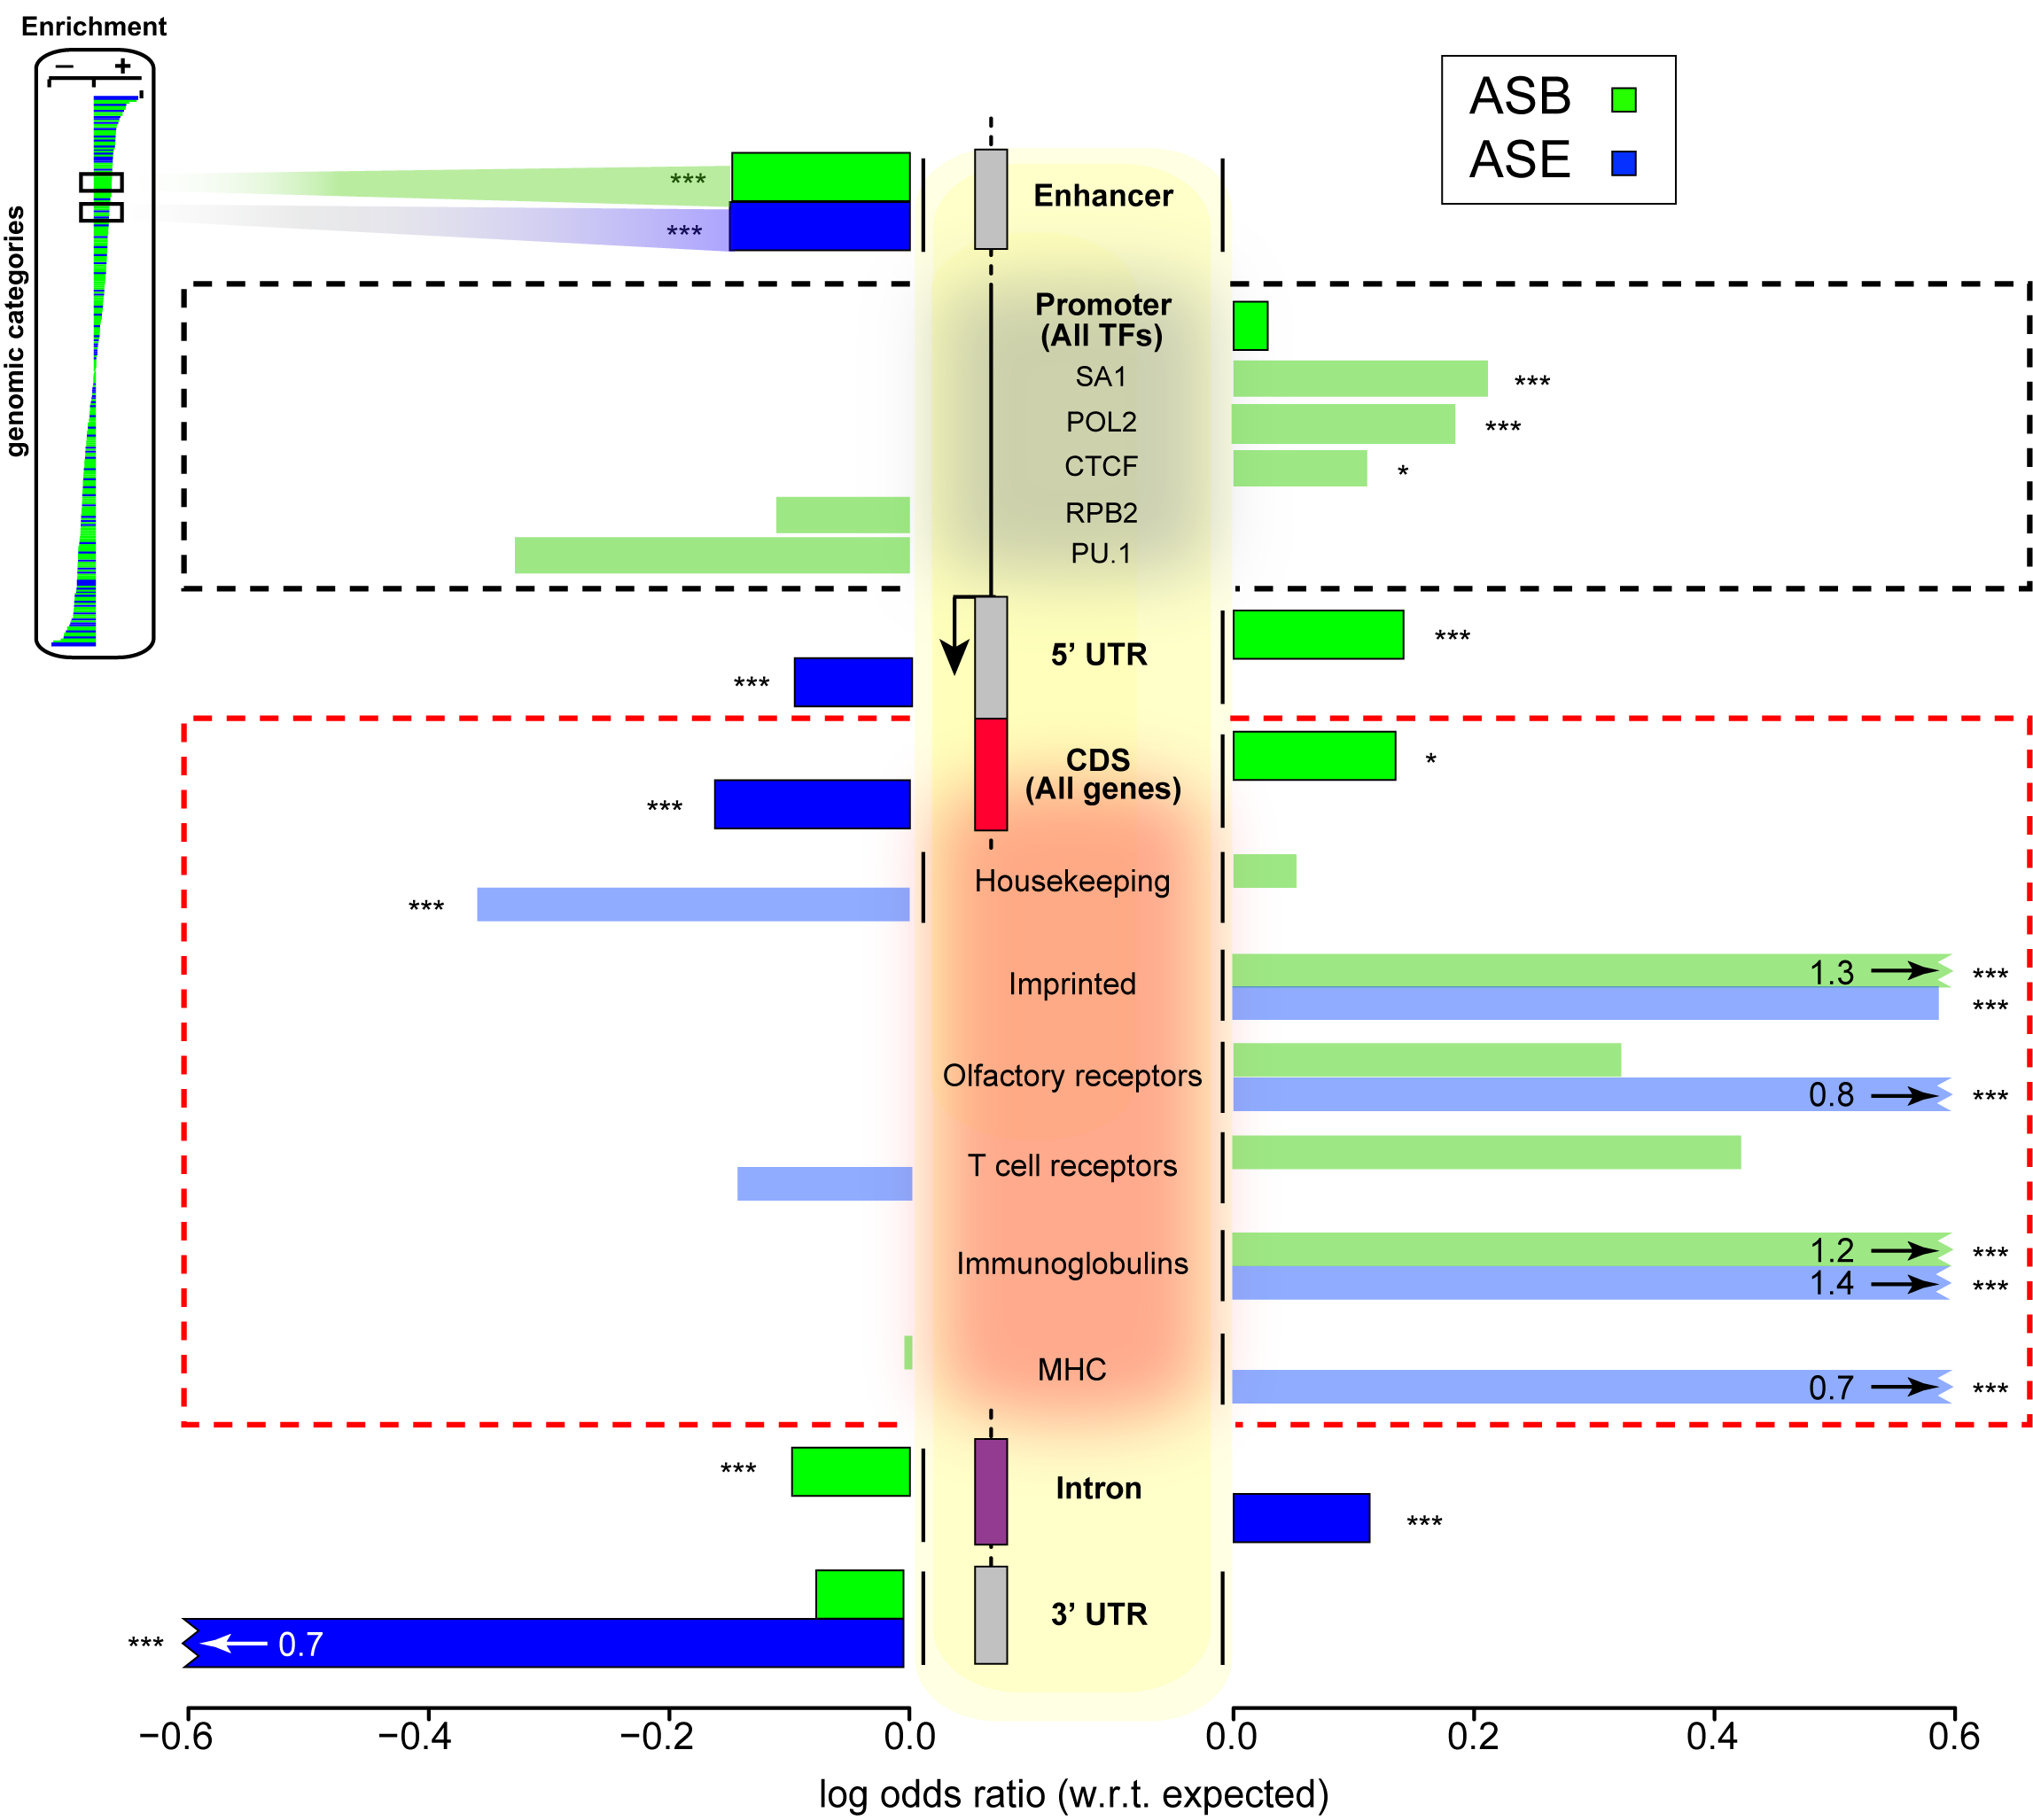 Enrichment
− +
genomic categories
ASB
ASE
***
***
Enhancer
Promoter
(All TFs)
SA1
***
POL2
***
CTCF
*
RPB2
PU.1
***
5’ UTR
***
CDS
*
(All genes)
***
Housekeeping
***
Imprinted
1.3
***
***
Olfactory receptors
0.8
***
T cell receptors
Immunoglobulins
1.2
***
1.4
***
MHC
0.7
***
***
Intron
***
3’ UTR
***
0.7
−0.6 −0.4 −0.2 0.0 0.0 0.2 0.4 0.6
log odds ratio (w.r.t. expected)